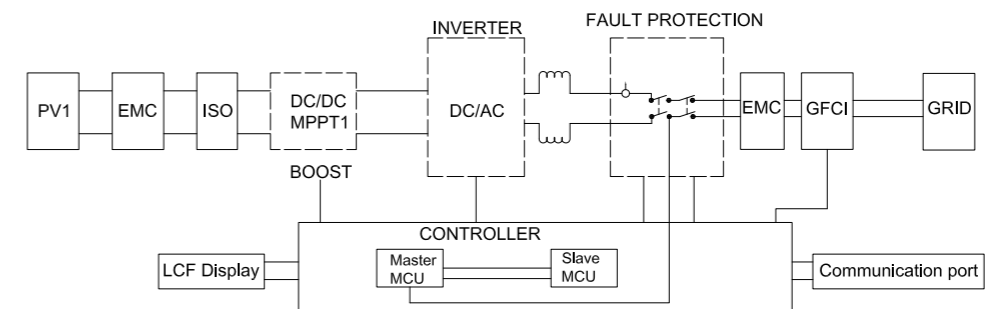 INVERTER
FAULT PROTECTION
PV1
EMC
ISO
DC/DC
MPPT1
DC/AC
EMC
GFCI
GRID
BOOST
CONTROLLER
LCF Display
Master
MCU
Slave
MCU
Communication port